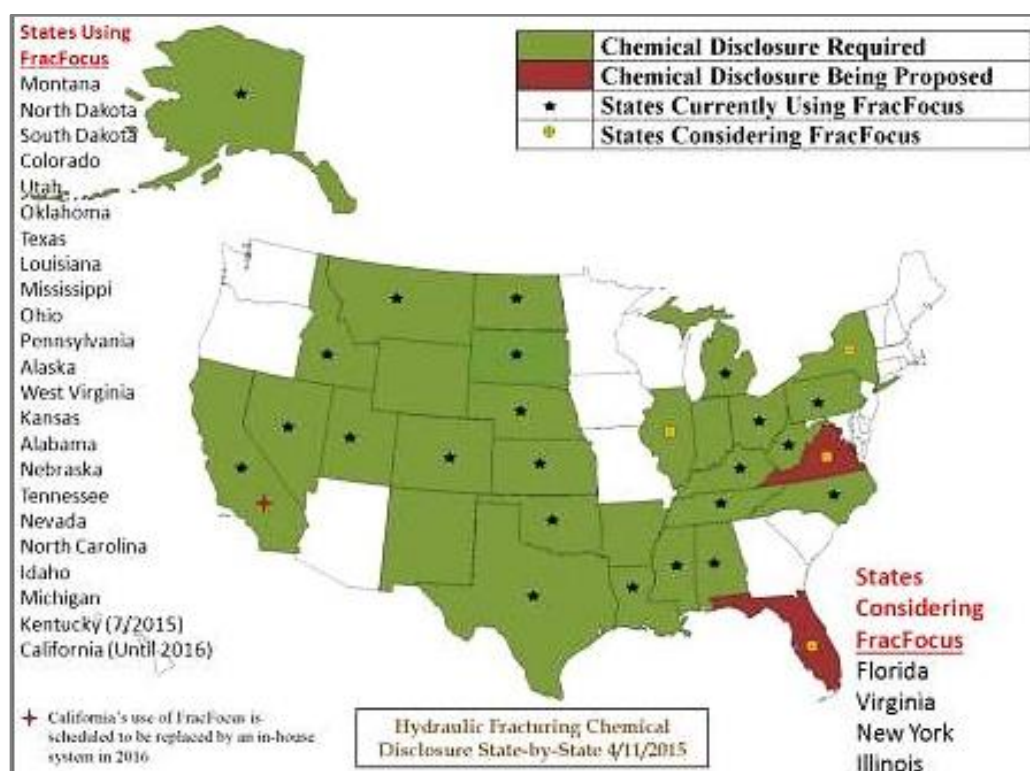 States Using
FracFocus
Montana
North Dakota
South Dakota
Colorado
Utah
Oklahoma
Texas
Louisiana
Mississippi
Ohio
Pennsylvania
Alaska
West Virginia
Kansas
Alabama
Nebraska
Tennessee
Nevada
North Carolina
Idaho
Michigan
Kentucky (7/2015)
California (Until 2016)
Chemical Disclosure Required
Chemical Disclosure Being Proposed
States Currently Using FracFocus
States Considering FracFocus
States
Considering
FracFocus
Florida
Virginia
New York
Illinois
California's use of FracFocus is
scheduled to be replaced by an in-house
system in 2016
Hydraulic Fracturing Chemical
Disclosure State-by-State 4/11/2015